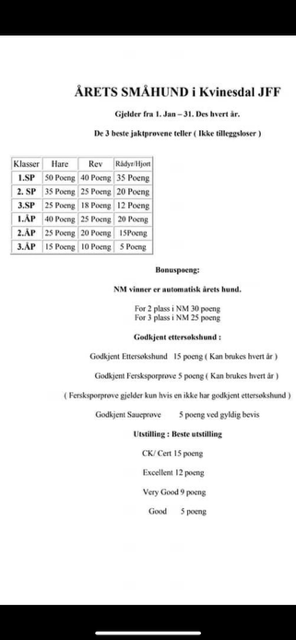 ÅRETS SMÅHUND i Kvinesdal JFF
Gjelder fra 1. Jan – 31. Des hvert år.
De 3 beste jaktprøvene teller ( Ikke tilleggsløser )
Klasser Hare Rev Rådyr/Hjort
1.SP 50 Poeng 40 Poeng 35 Poeng
2. SP 35 Poeng 25 Poeng 20 Poeng
3.SP 25 Poeng 18 Poeng 12 Poeng
1.ÅP 40 Poeng 25 Poeng 20 Poeng
2.ÅP 25 Poeng 20 Poeng 15Poeng
3.ÅP 15 Poeng 10 Poeng 5 Poeng
Bonuspoeng:
NM vinner er automatisk årets hund.
For 2 plass i NM 30 poeng
For 3 plass i NM 25 poeng
Godkjent ettersøkshund :
Godkjent Ettersøkshund 15 poeng ( Kan brukes hvert år )
Godkjent Fersksporprøve 5 poeng ( Kan brukes hvert år )
( Ferksporprøve gjelder kun hvis en ikke har godkjent ettersøkshund )
Godkjent Saueprøve 5 poeng ved gyldig bevis
Utstilling : Beste utstilling
CK/ Cert 15 poeng
Excellent 12 poeng
Very Good 9 poeng
Good 5 poeng